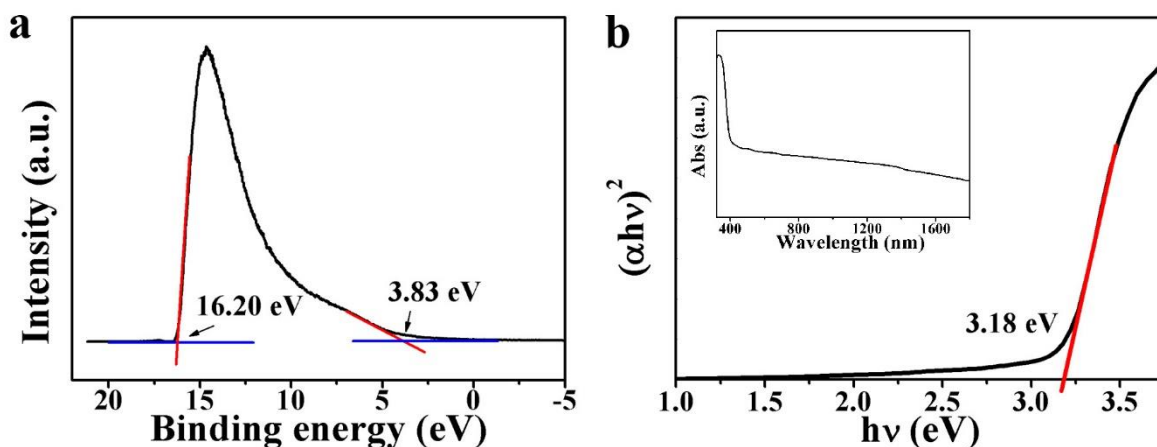 a
Intensity (a.u.)
16.20 eV
3.83 eV
20 15 10 5 0 -5
Binding energy (eV)
b
(αhν)²
Abs (a.u.)
400 800 1200 1600
Wavelength (nm)
3.18 eV
1.0 1.5 2.0 2.5 3.0 3.5
hν (eV)